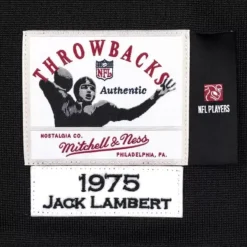 THROWBACKS
NFL
Authentic
NOSTALGIA CO.
Mitchell & Ness
PHILADELPHIA, PA.
NFL PLAYERS
1975
JACK LAMBERT